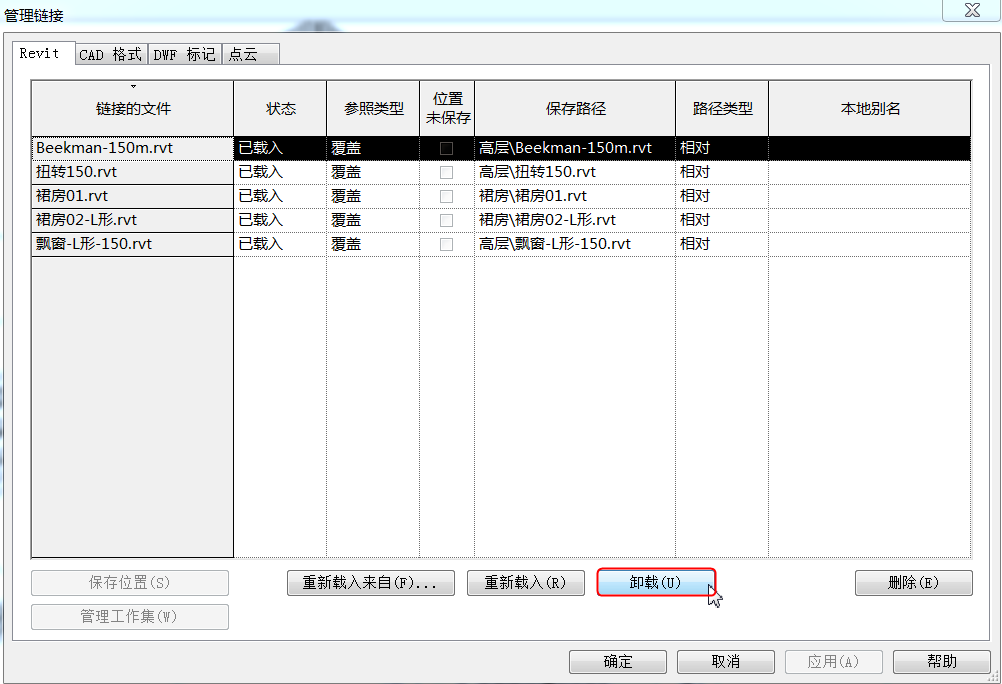 管理链接
Revit CAD 格式 DWF 标记 点云
链接的文件 状态 参照类型 位置未保存 保存路径 路径类型 本地别名
Beekman-150m.rvt 已载入 覆盖 高层\Beekman-150m.rvt 相对
扭转150.rvt 已载入 覆盖 高层\扭转150.rvt 相对
裙房01.rvt 已载入 覆盖 裙房\裙房01.rvt 相对
裙房02-L形.rvt 已载入 覆盖 裙房\裙房02-L形.rvt 相对
飘窗-L形-150.rvt 已载入 覆盖 高层\飘窗-L形-150.rvt 相对
保存位置(S) 重新载入来自(F)... 重新载入(R) 卸载(U) 删除(E)
管理工作集(W)
确定 取消 应用(A) 帮助